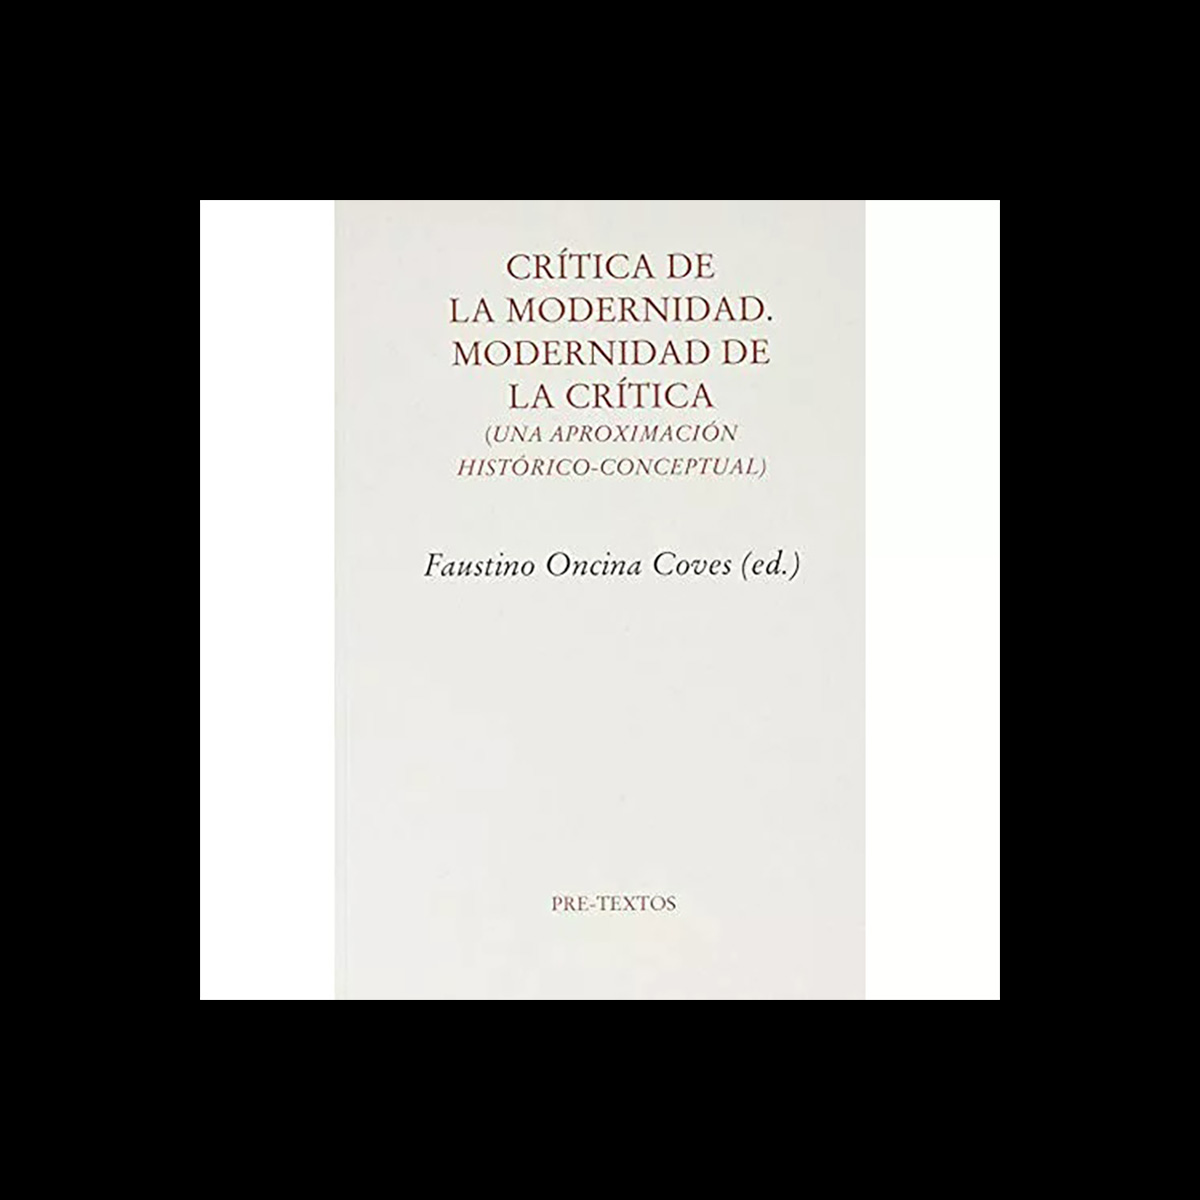 CRÍTICA DE
LA MODERNIDAD.
MODERNIDAD DE
LA CRÍTICA
(UNA APROXIMACIÓN
HISTÓRICO-CONCEPTUAL)
Faustino Oncina Coves (ed.)
PRE-TEXTOS